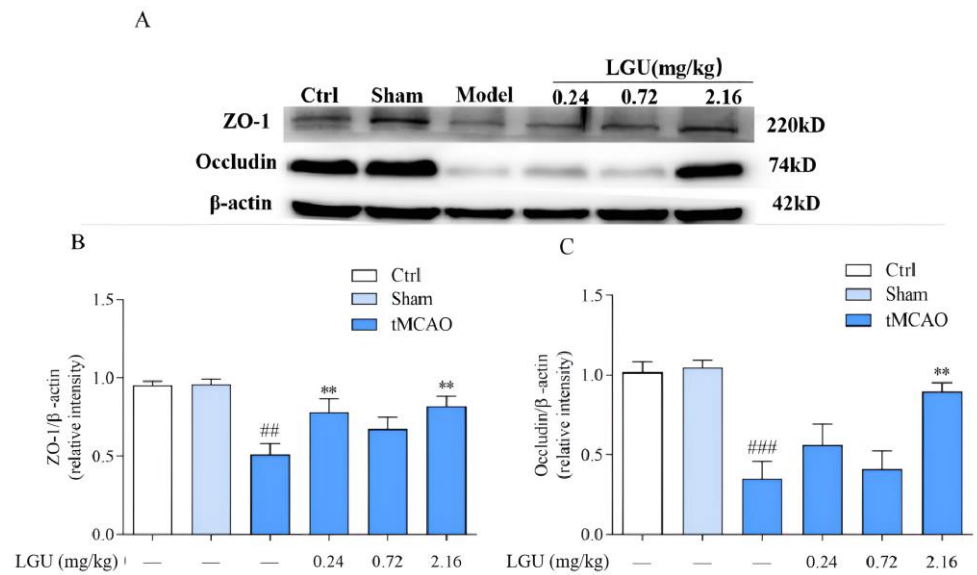 A
LGU(mg/kg)
Ctrl Sham Model 0.24 0.72 2.16
ZO-1 220kD
Occludin 74kD
β-actin 42kD
B
Ctrl
Sham
tMCAO
ZO-1/β -actin
(relative intensity)
1.5
1.0
0.5
0.0
##
**
**
LGU (mg/kg) — — — 0.24 0.72 2.16
C
Ctrl
Sham
tMCAO
Occludin/β -actin
(relative intensity)
1.5
1.0
0.5
0.0
###
**
LGU (mg/kg) — — — 0.24 0.72 2.16